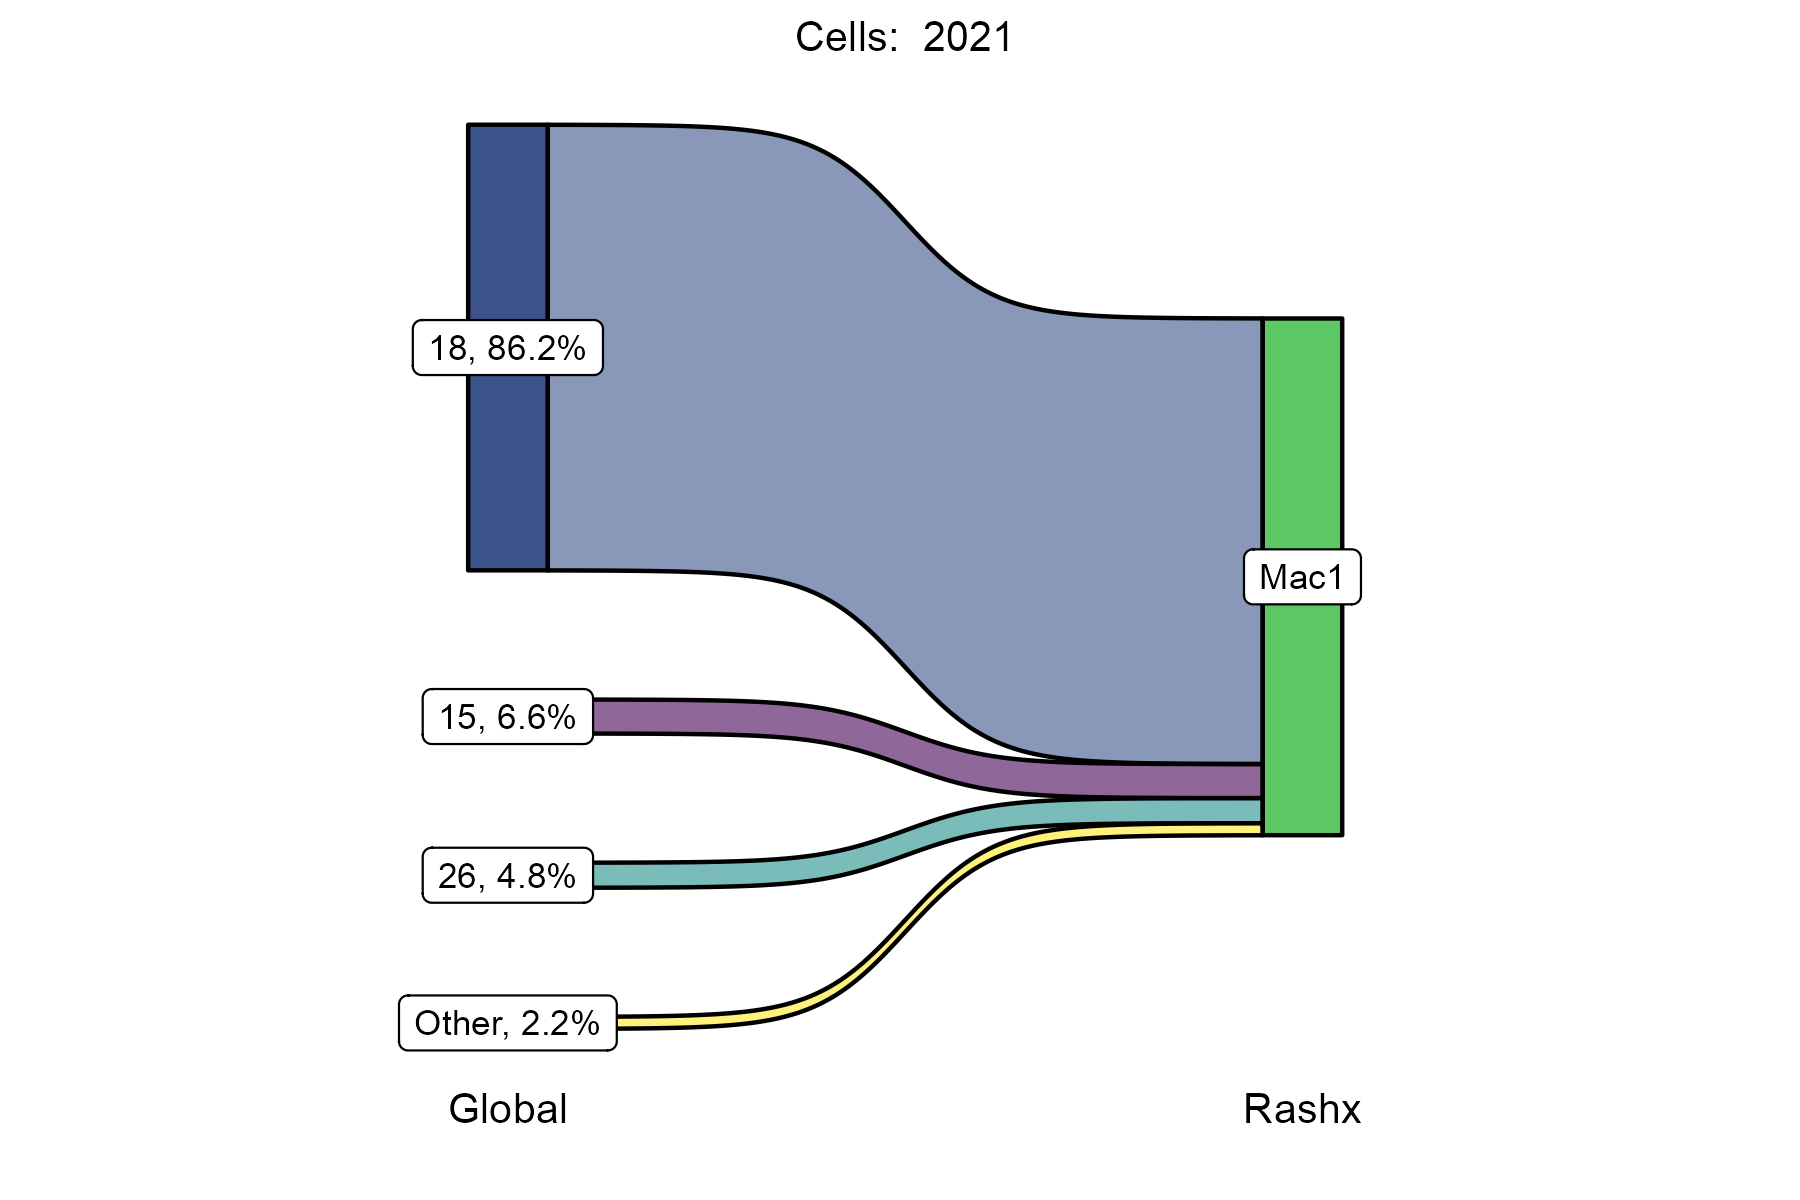 Cells:  2021
18, 86.2%
Mac1
15, 6.6%
26, 4.8%
Other, 2.2%
Global
Rashx